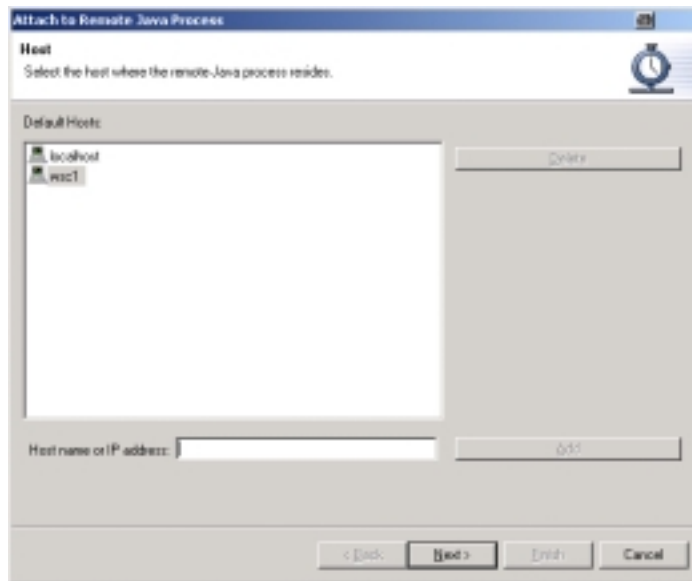 Attach to Remote Java Process
Host
Select the host where the remote Java process resides.
Default Hosts:
localhost
wsc1
Delete
Host name or IP address:
Add
< Back
Next >
Finish
Cancel